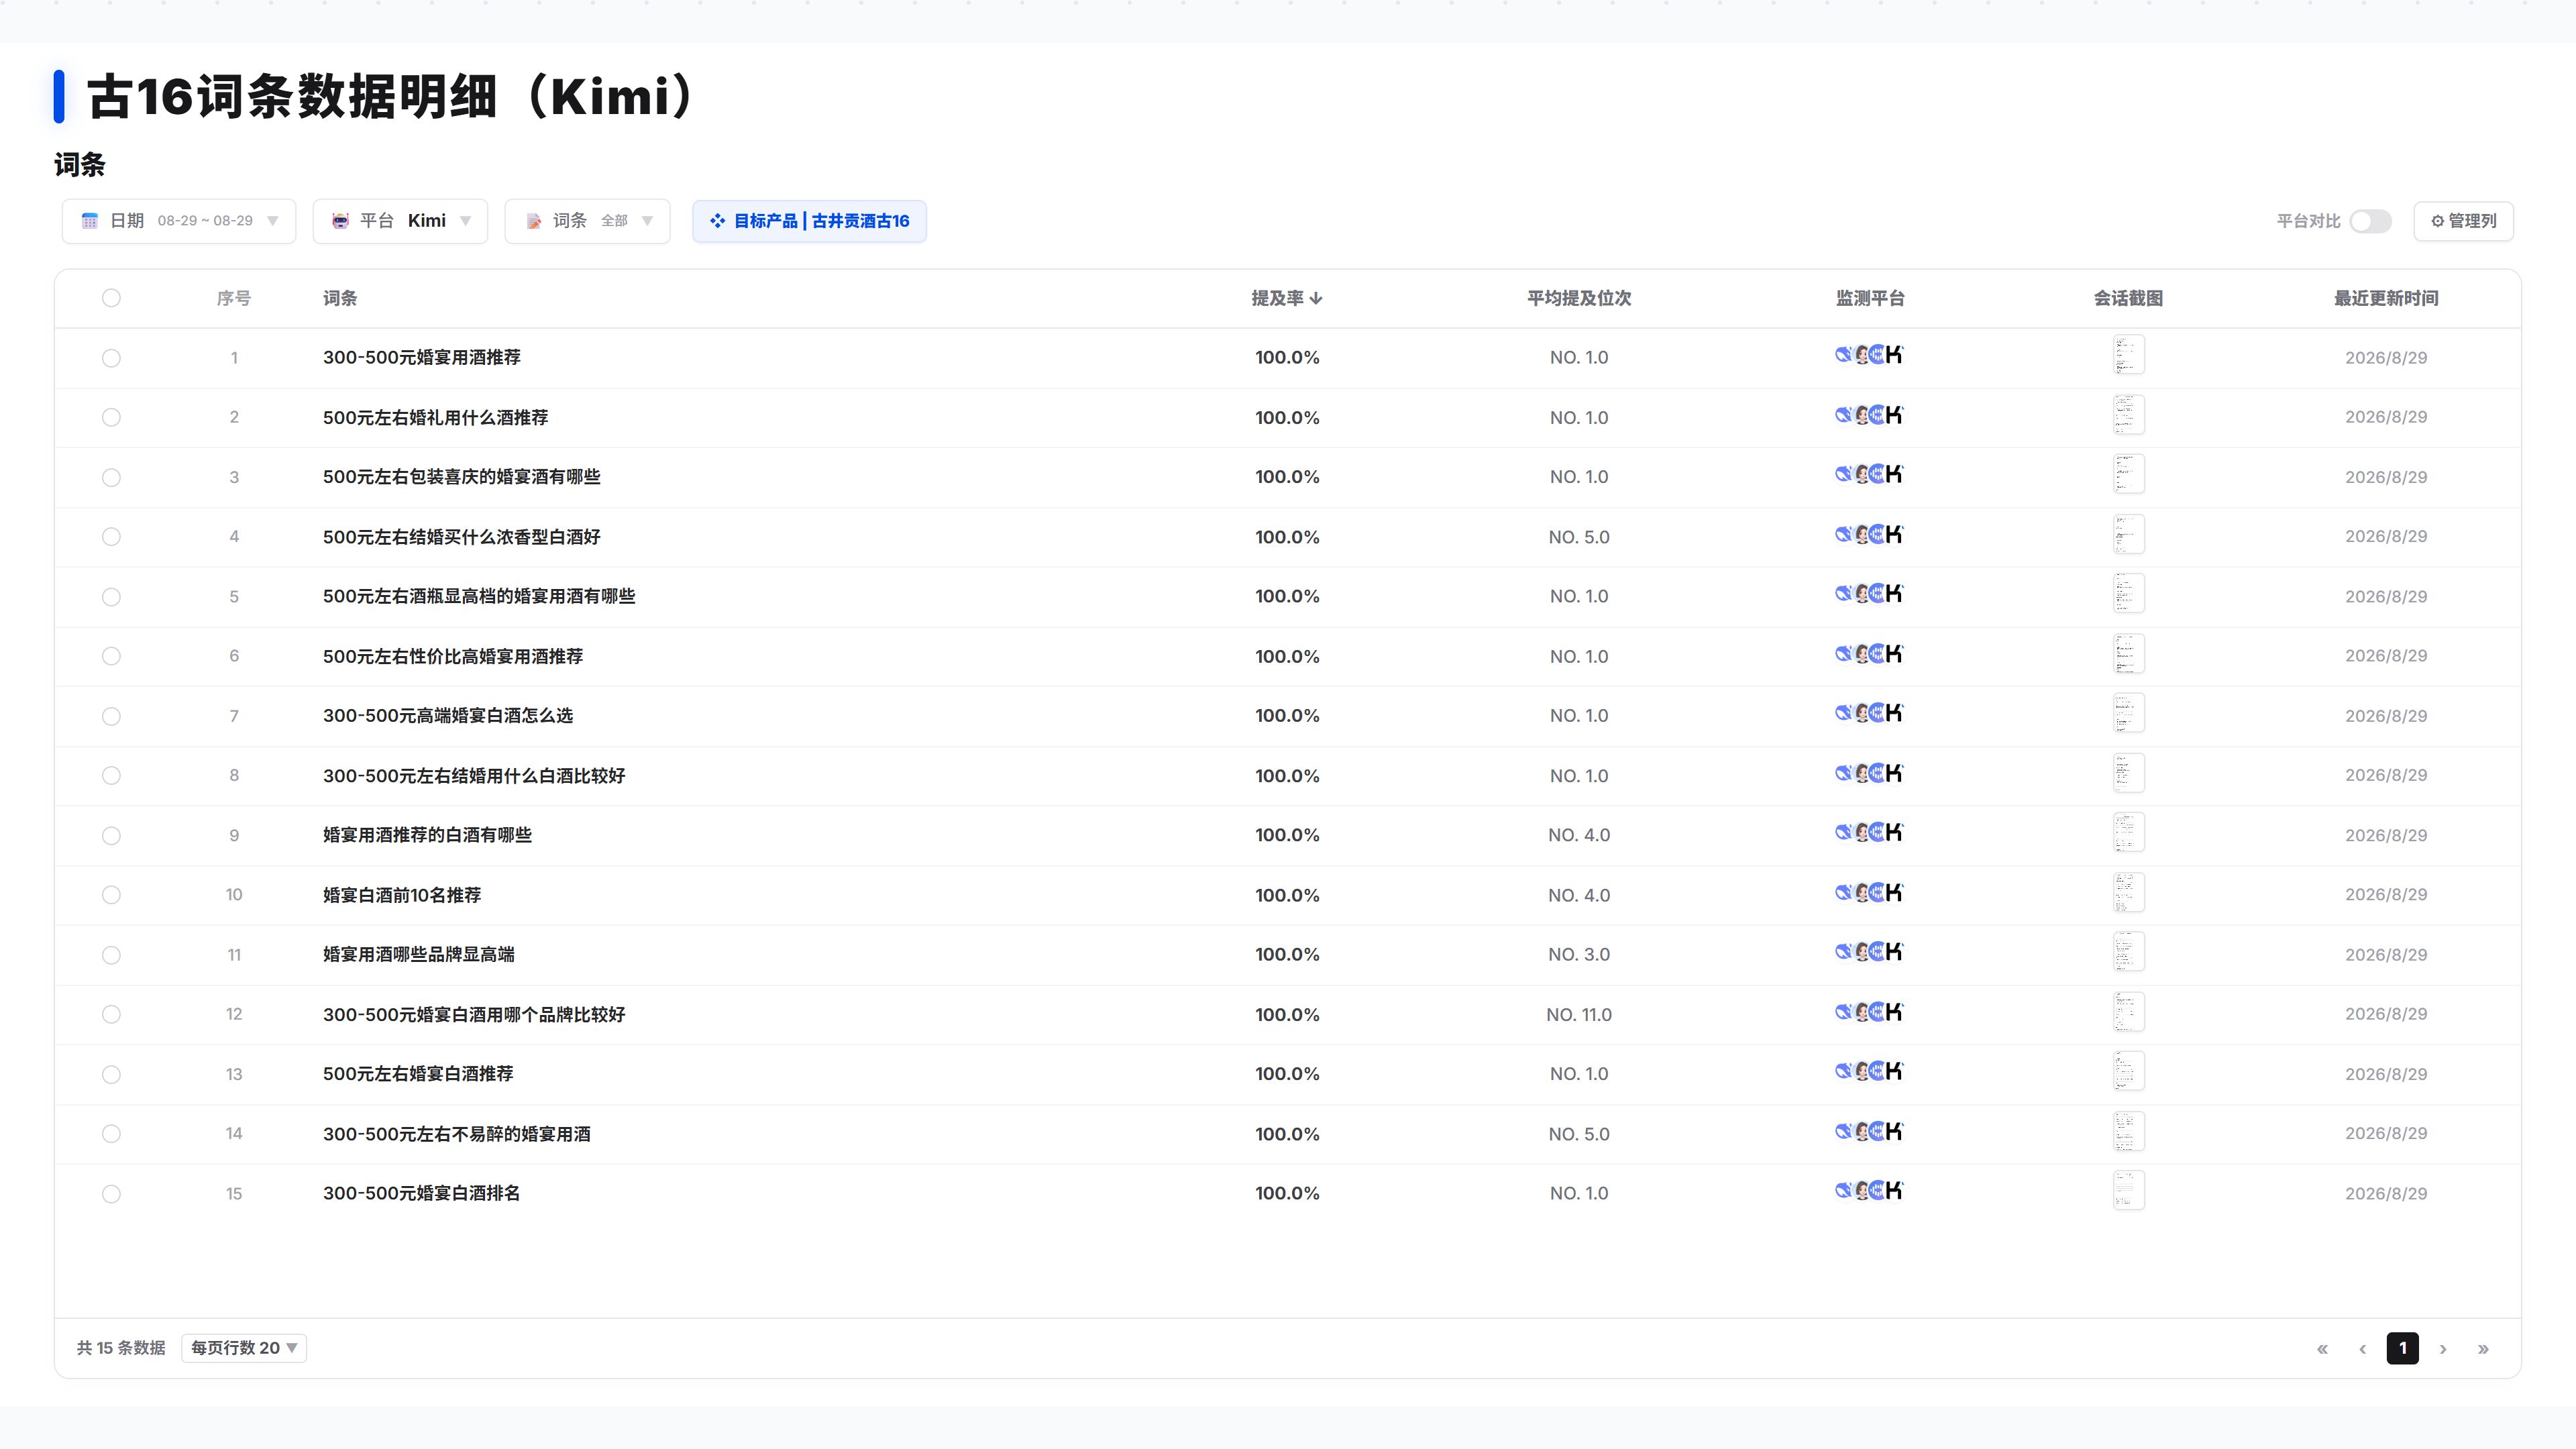 古16词条数据明细（Kimi）
词条
日期 08-29 ~ 08-29 平台 Kimi 词条 全部 目标产品 | 古井贡酒古16 平台对比 管理列
序号 词条 提及率 平均提及位次 监测平台 会话截图 最近更新时间
1 300-500元婚宴用酒推荐 100.0% NO. 1.0 2026/8/29
2 500元左右婚礼用什么酒推荐 100.0% NO. 1.0 2026/8/29
3 500元左右包装喜庆的婚宴酒有哪些 100.0% NO. 1.0 2026/8/29
4 500元左右结婚买什么浓香型白酒好 100.0% NO. 5.0 2026/8/29
5 500元左右酒瓶显高档的婚宴用酒有哪些 100.0% NO. 1.0 2026/8/29
6 500元左右性价比高婚宴用酒推荐 100.0% NO. 1.0 2026/8/29
7 300-500元高端婚宴白酒怎么选 100.0% NO. 1.0 2026/8/29
8 300-500元左右结婚用什么白酒比较好 100.0% NO. 1.0 2026/8/29
9 婚宴用酒推荐的白酒有哪些 100.0% NO. 4.0 2026/8/29
10 婚宴白酒前10名推荐 100.0% NO. 4.0 2026/8/29
11 婚宴用酒哪些品牌显高端 100.0% NO. 3.0 2026/8/29
12 300-500元婚宴白酒用哪个品牌比较好 100.0% NO. 11.0 2026/8/29
13 500元左右婚宴白酒推荐 100.0% NO. 1.0 2026/8/29
14 300-500元左右不易醉的婚宴用酒 100.0% NO. 5.0 2026/8/29
15 300-500元婚宴白酒排名 100.0% NO. 1.0 2026/8/29
共 15 条数据 每页行数 20 « ‹ 1 › »